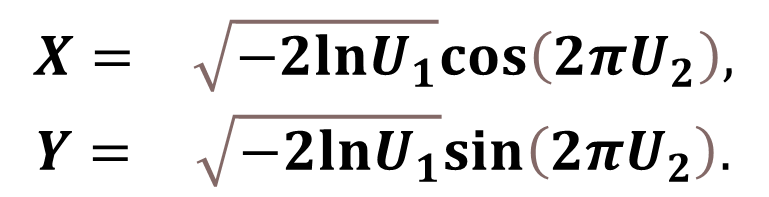 X = √−2lnU₁cos(2πU₂),
Y = √−2lnU₁sin(2πU₂).